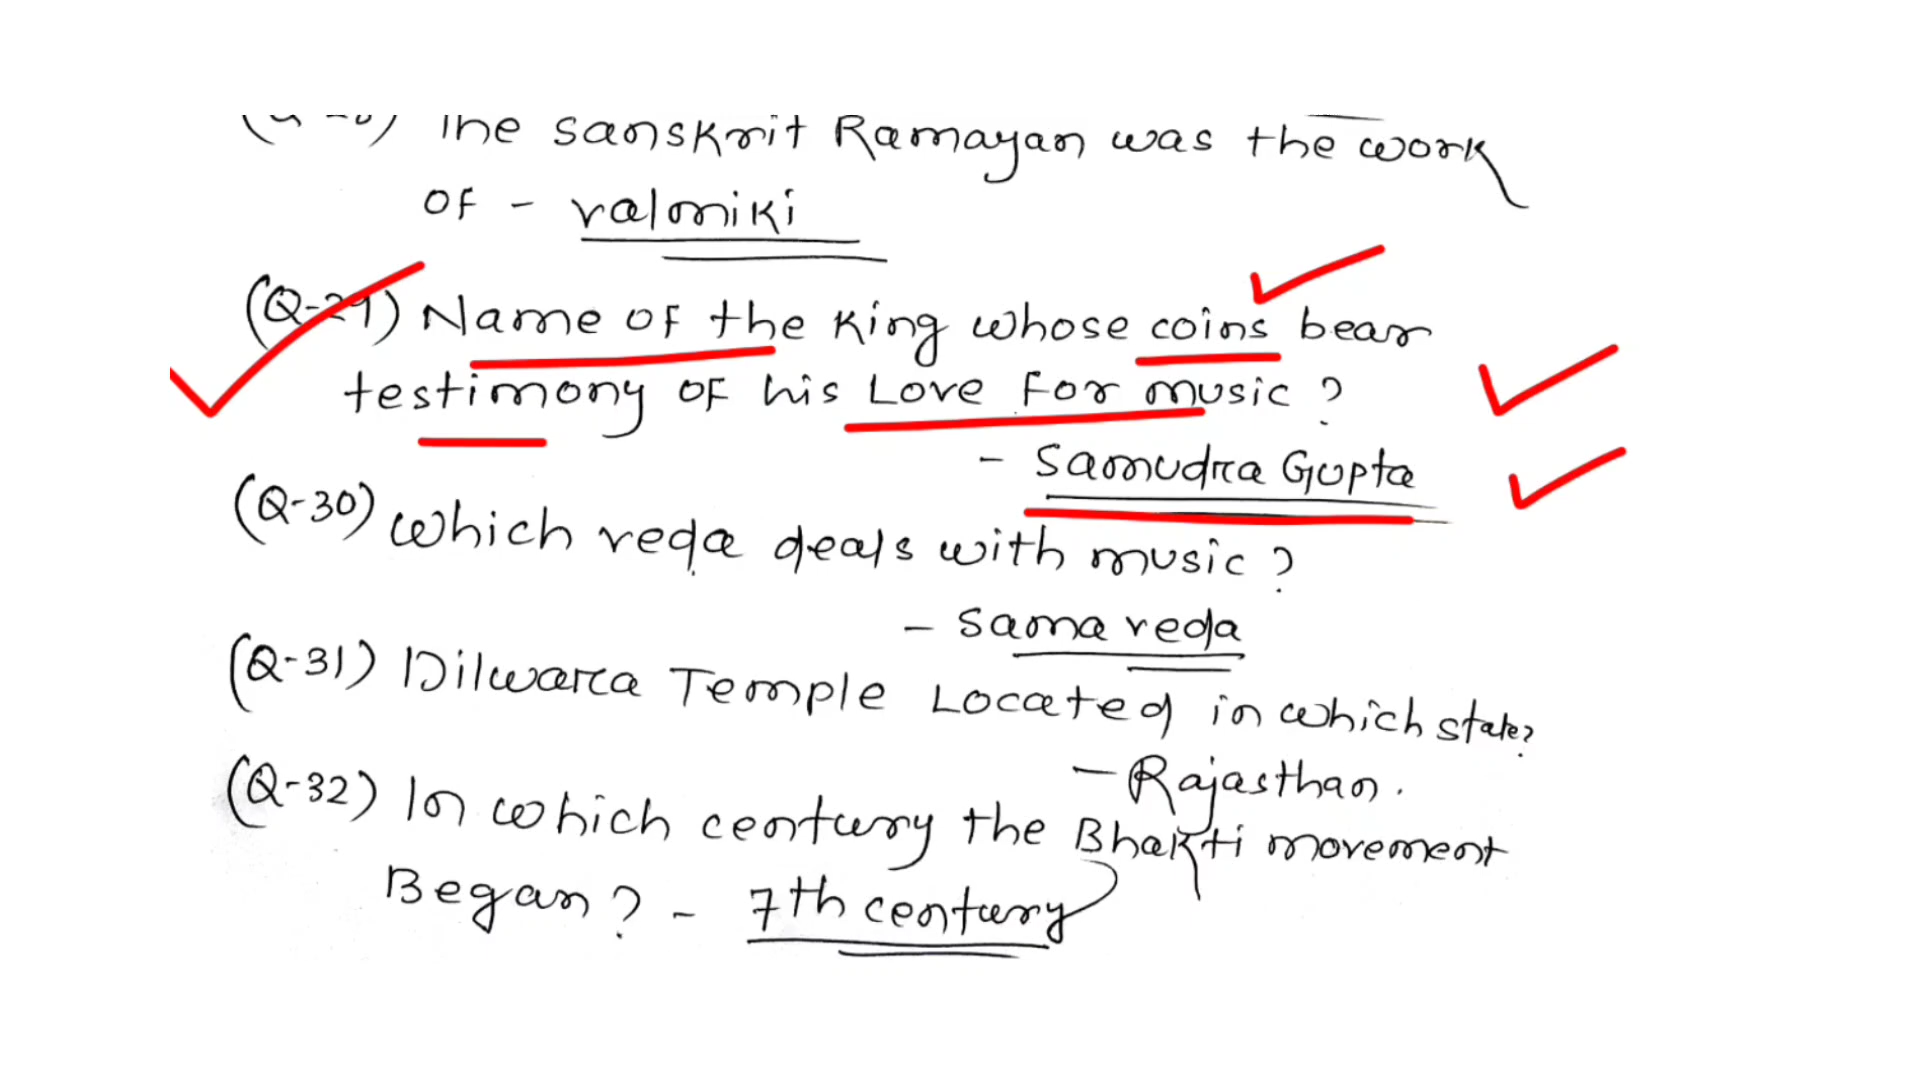 The Sanskrit Ramayan was the work
of - valmiki
(Q-29) Name of the King whose coins bear
testimony of his Love for music ?
- Samudra Gupta
(Q-30) which veda deals with music ?
- Sama veda
(Q-31) Dilwara Temple Located in which state?
- Rajasthan.
(Q-32) In which century the Bhakti movement
Began ? - 7th century